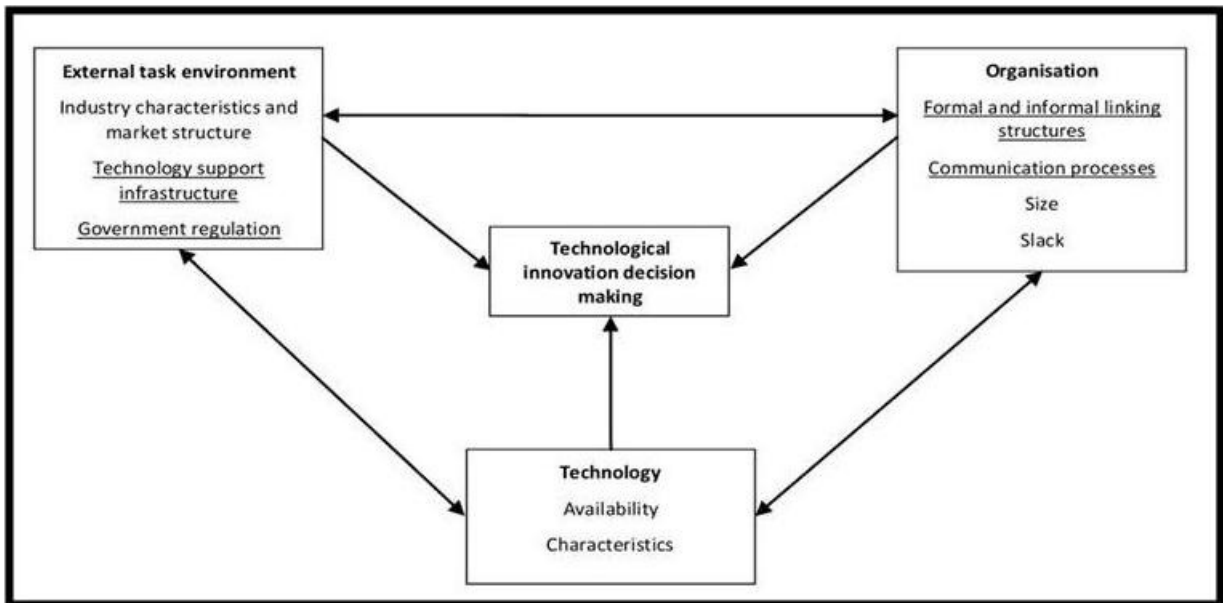 External task environment
Industry characteristics and
market structure
Technology support
infrastructure
Government regulation
Organisation
Formal and informal linking
structures
Communication processes
Size
Slack
Technological
innovation decision
making
Technology
Availability
Characteristics